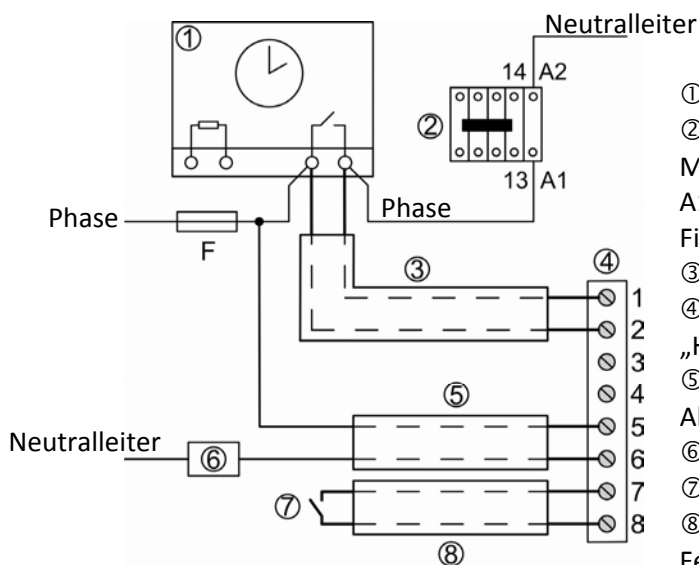 Neutralleiter
①
14 A2
②
13 A1
Phase
Phase
F
③
④
1
2
3
4
⑤
5
Neutralleiter
⑥
6
⑦
7
8
⑧
①
②
M
A
Fi
③
④
„H
⑤
Al
⑥
⑦
⑧
Fe